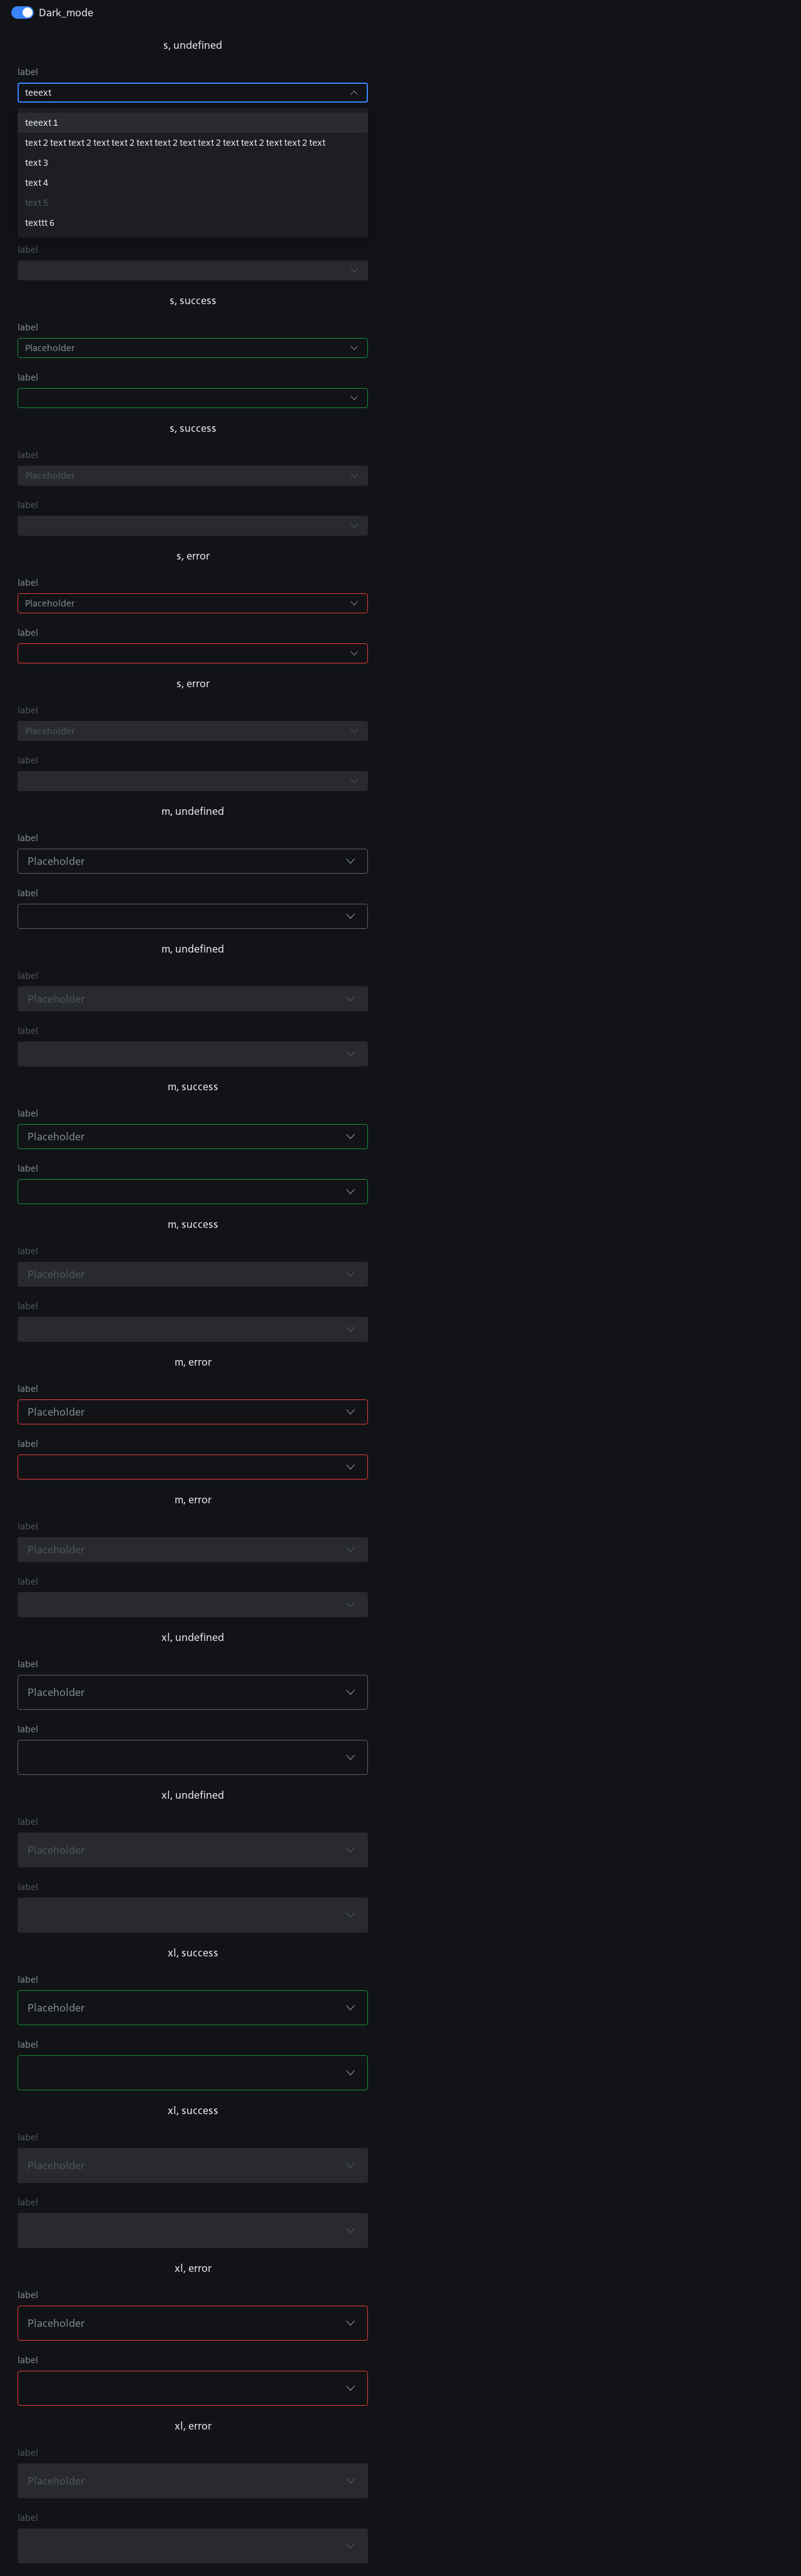 Dark_mode
s, undefined
label
teeext
teeext 1
text 2 text text 2 text text 2 text text 2 text text 2 text text 2 text text 2 text
text 3
text 4
text 5
texttt 6
label
s, success
label
Placeholder
label
s, success
label
Placeholder
label
s, error
label
Placeholder
label
s, error
label
Placeholder
label
m, undefined
label
Placeholder
label
m, undefined
label
Placeholder
label
m, success
label
Placeholder
label
m, success
label
Placeholder
label
m, error
label
Placeholder
label
m, error
label
Placeholder
label
xl, undefined
label
Placeholder
label
xl, undefined
label
Placeholder
label
xl, success
label
Placeholder
label
xl, success
label
Placeholder
label
xl, error
label
Placeholder
label
xl, error
label
Placeholder
label